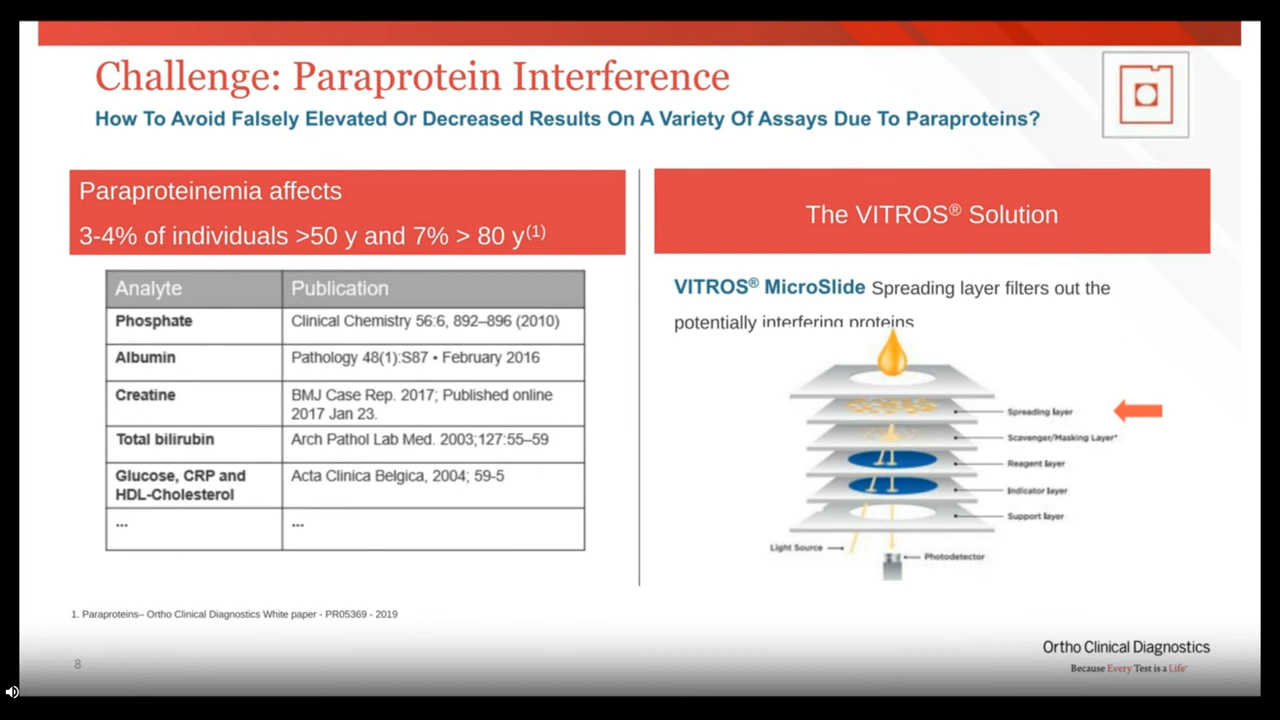 Challenge: Paraprotein Interference
How To Avoid Falsely Elevated Or Decreased Results On A Variety Of Assays Due To Paraproteins?
Paraproteinemia affects
3-4% of individuals >50 y and 7% > 80 y(1)
Analyte Publication
Phosphate Clinical Chemistry 56:6, 892–896 (2010)
Albumin Pathology 48(1):S87 • February 2016
Creatine BMJ Case Rep. 2017; Published online
2017 Jan 23.
Total bilirubin Arch Pathol Lab Med. 2003;127:55–59
Glucose, CRP and Acta Clinica Belgica, 2004; 59-5
HDL-Cholesterol
... ...
The VITROS® Solution
VITROS® MicroSlide Spreading layer filters out the
potentially interfering proteins
Spreading layer
Scavenger/Masking Layer*
Reagent layer
Indicator layer
Support layer
Light Source
Photodetector
1. Paraproteins– Ortho Clinical Diagnostics White paper - PR05369 - 2019
8
Ortho Clinical Diagnostics
Because Every Test is a Life™